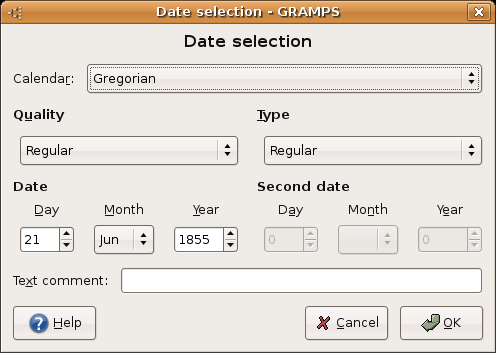 Date selection - GRAMPS
Date selection
Calendar: Gregorian
Quality Type
Regular Regular
Date Second date
Day Month Year Day Month Year
21 Jun 1855 0 0
Text comment:
Help Cancel OK